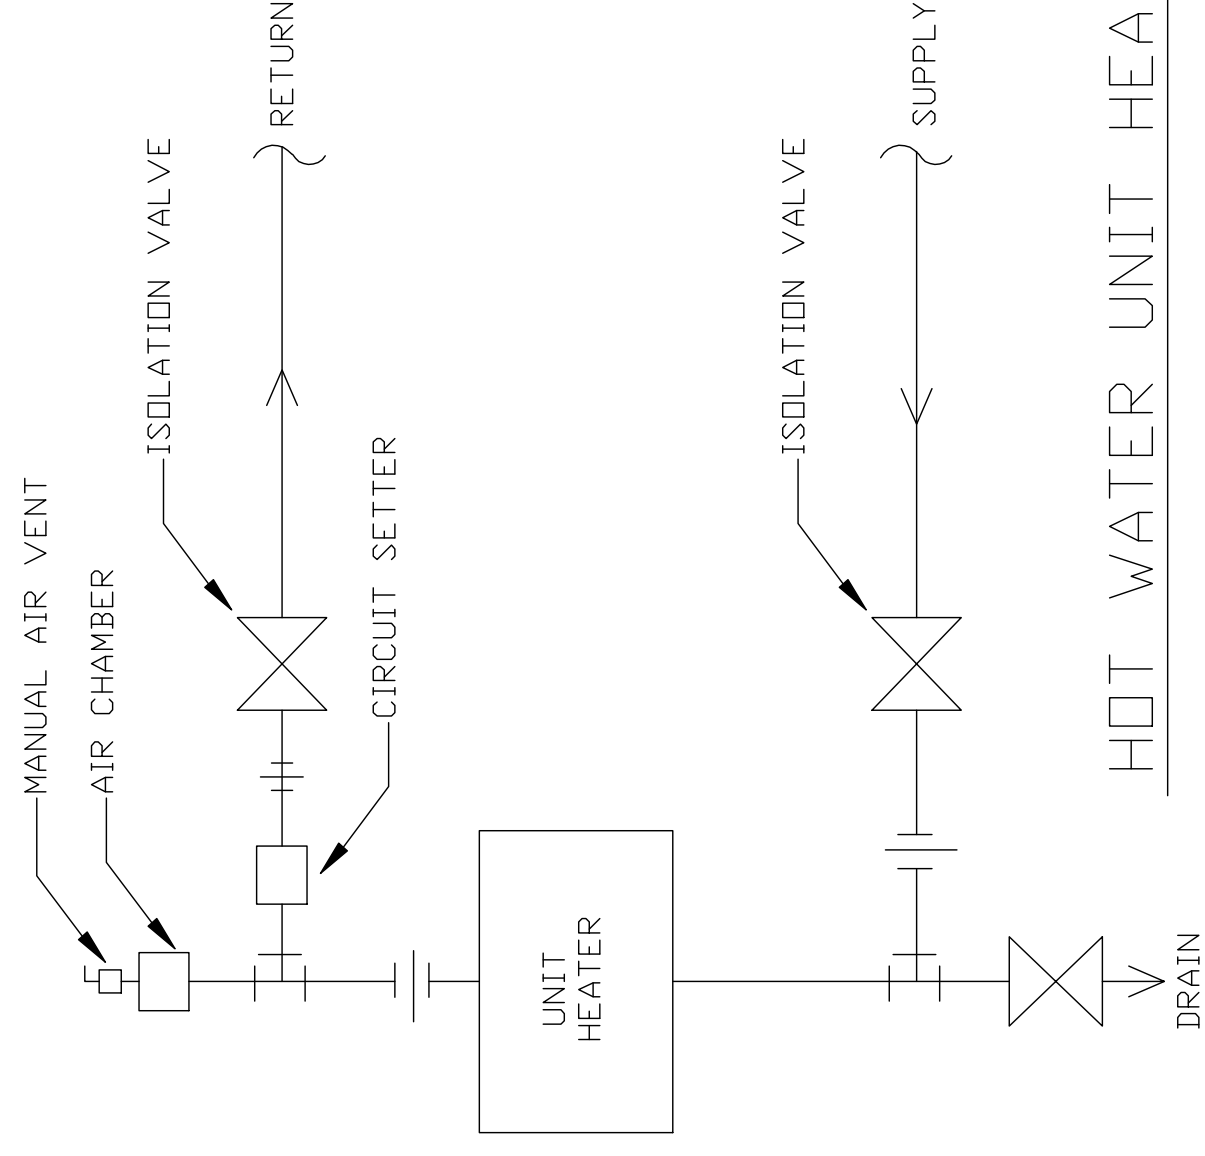 MANUAL AIR VENT
AIR CHAMBER
ISOLATION VALVE
RETURN
CIRCUIT SETTER
UNIT
HEATER
ISOLATION VALVE
SUPPLY
HOT WATER UNIT HEA
DRAIN